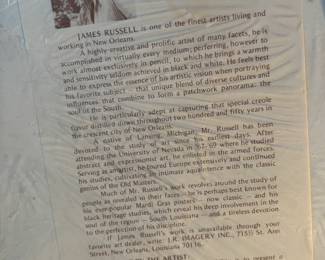 JAMES RUSSELL is one of the finest artists living and
working in New Orleans.
A highly creative and prolific artist of many facets, he is
accomplished in virtually every medium; perferring, however to
work almost exclusively in pencil, to which he brings a warmth
and sensitivity seldom achieved in black and white. He feels best
able to express the essence of his artistic vision when portraying
his favorite subject - that unique blend of diverse cultures and
influences that combine to form a patchwork panorama: the
soul of the South.
He is particularly adept at capturing that special creole
flavor distilled down throughout two hundred and fifty years in
the crescent city of New Orleans.
A native of Lansing, Michigan, Mr. Russell has been
devoted to the study of art since his earliest days. After
attending the University of Nevada in '67-'69 where he studied
abstract and experimental art, he enlisted in the armed forces.
Serving as artist, he toured Europe extensively and continued
his studies, cultivating an intimate acquaintance with the classic
genius of the Old Masters.
Much of Mr. Russell's work revolves around the study of
people as revealed in their faces — he is perhaps best known for
his ever-popular Mardi Gras posters - now classic - and his
black heritage studies, which reveal his deep involvement in the
soul of the region — South Louisiana — and a tireless devotion
to the perfection of his discipline.
If James Russell's work is unavailable through your
favorite art dealer, write: J.R. IMAGERY INC., 715½ St. Ann
Street, New Orleans, Louisiana 70116.
THE ARTIST:
to present a